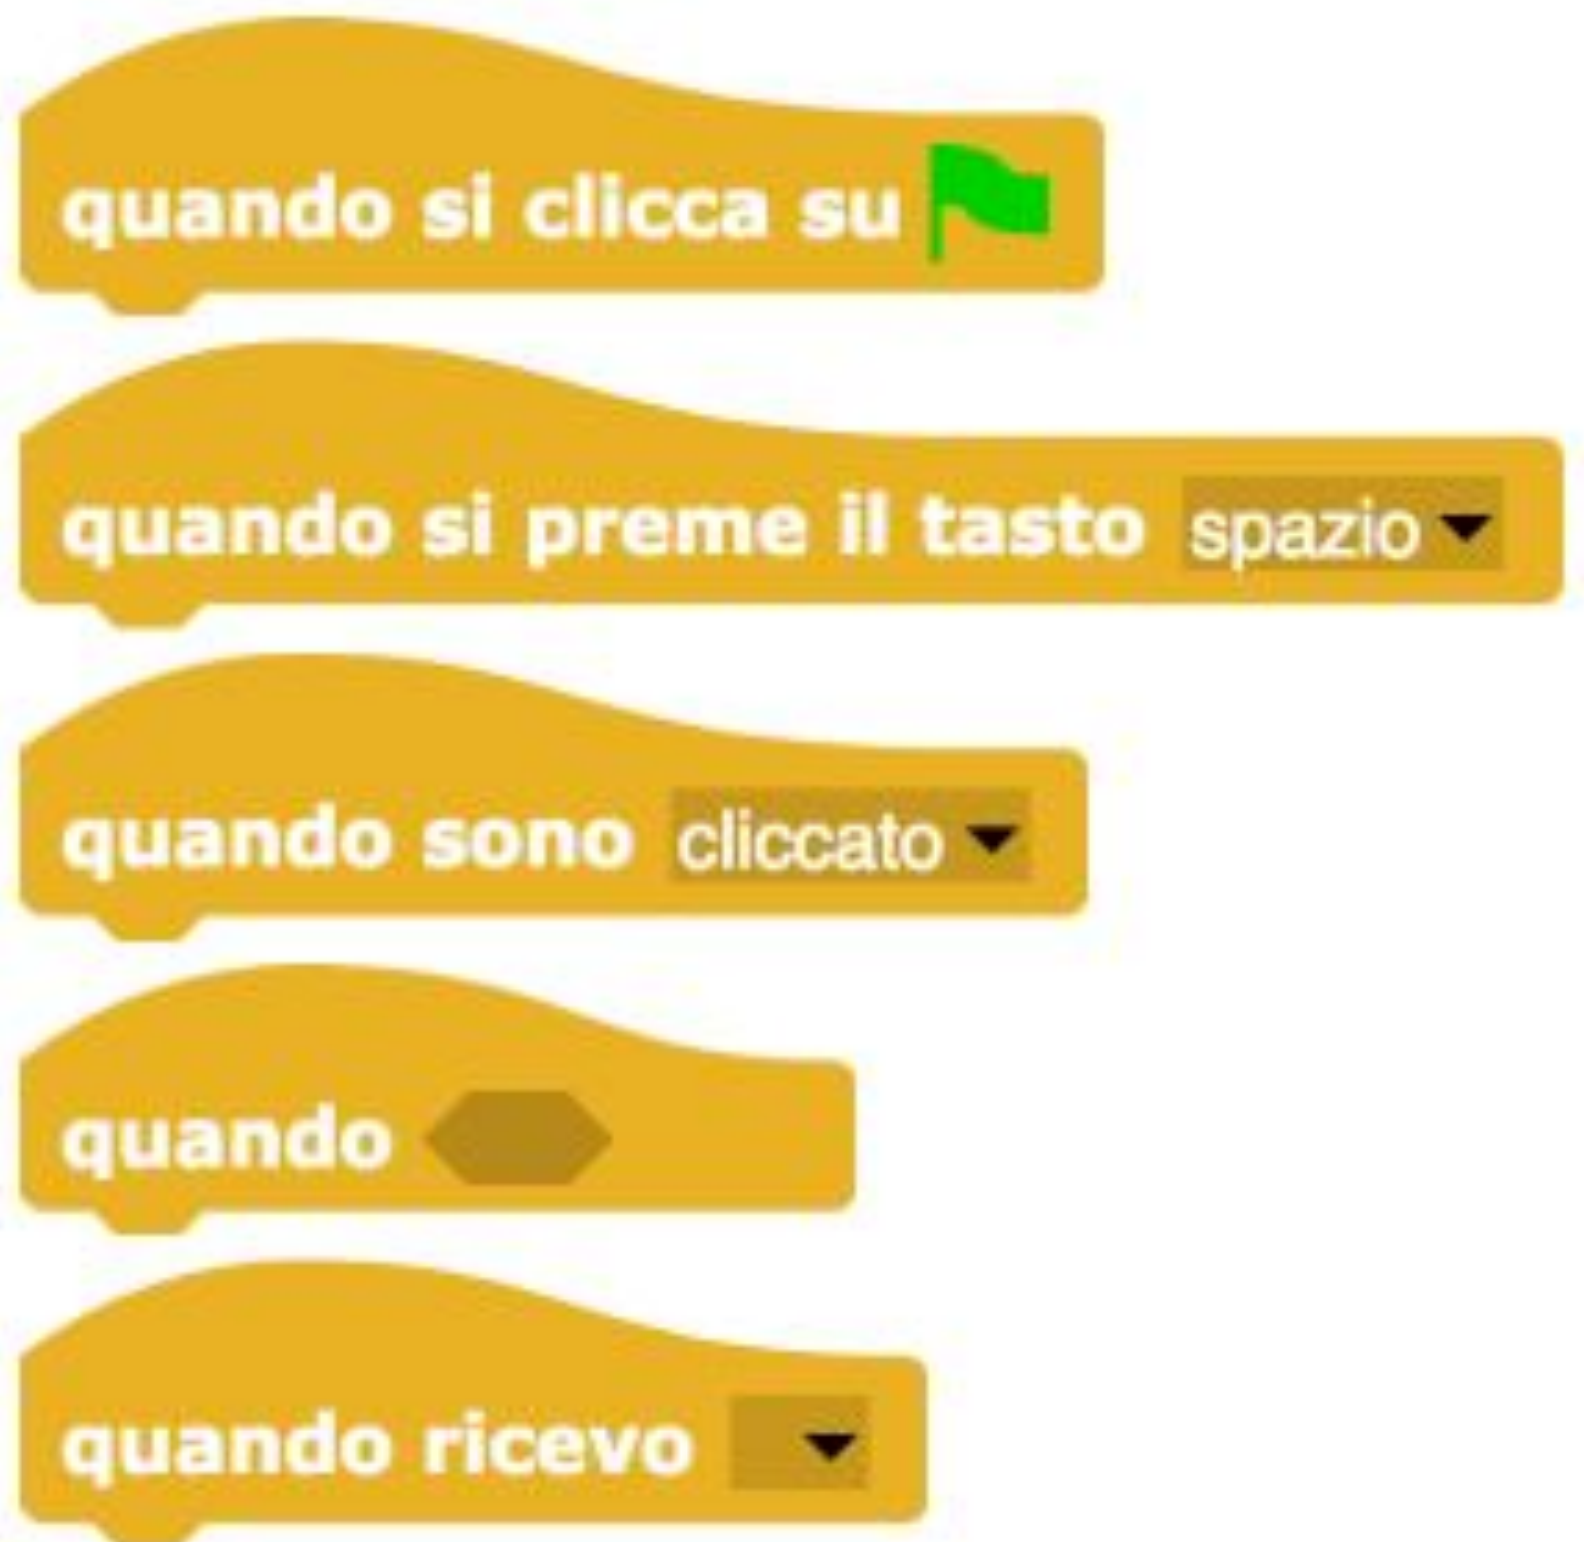 quando si clicca su
quando si preme il tasto spazio
quando sono cliccato
quando
quando ricevo